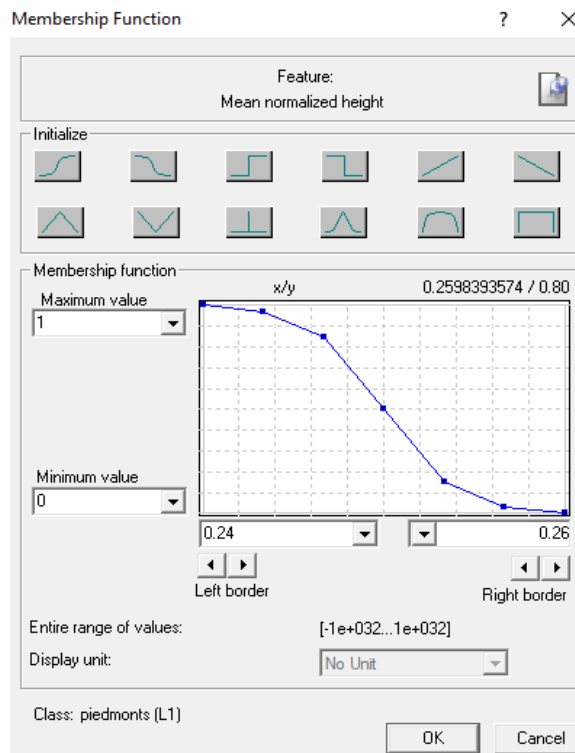 Membership Function ?
Feature:
Mean normalized height
Initialize
Membership function
x/y 0.2598393574 / 0.80
Maximum value
1
Minimum value
0
0.24 0.26
Left border Right border
Entire range of values: [-1e+032...1e+032]
Display unit: No Unit
Class: piedmonts (L1)
OK Cancel